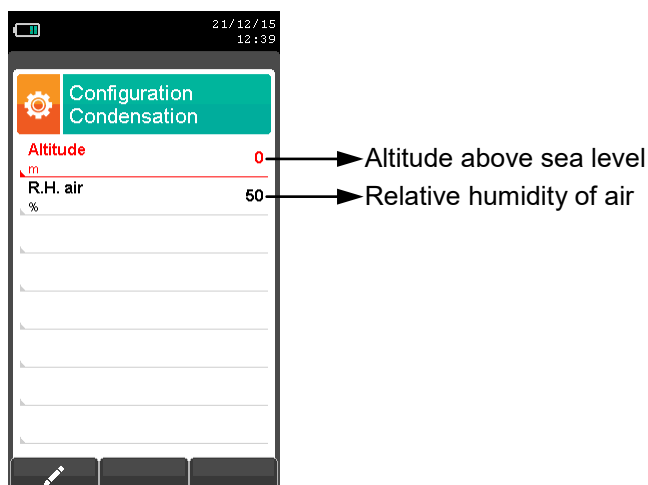 21/12/15
12:39
Configuration
Condensation
Altitude
m
0
Altitude above sea level
R.H. air
%
50
Relative humidity of air